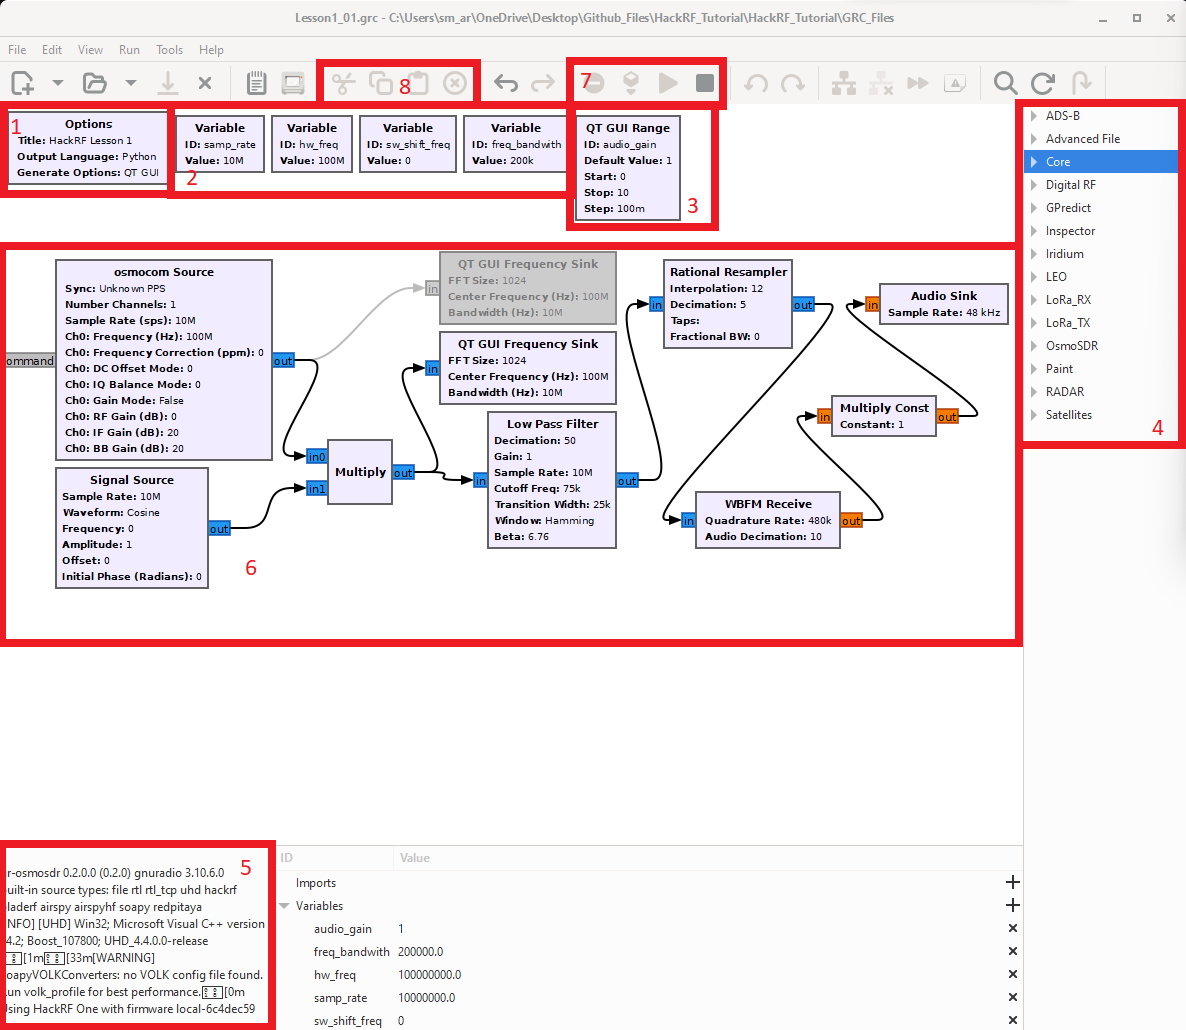 Lesson1_01.grc - C:\Users\sm_ar\OneDrive\Desktop\Github_Files\HackRF_Tutorial\HackRF_Tutorial\GRC_Files
File Edit View Run Tools Help
8
7
1
Options
Title: HackRF Lesson 1
Output Language: Python
Generate Options: QT GUI
Variable
ID: samp_rate
Value: 10M
Variable
ID: hw_freq
Value: 100M
Variable
ID: sw_shift_freq
Value: 0
Variable
ID: freq_bandwith
Value: 200k
2
QT GUI Range
ID: audio_gain
Default Value: 1
Start: 0
Stop: 10
Step: 100m
3
ADS-B
Advanced File
Core
Digital RF
GPredict
Inspector
Iridium
LEO
LoRa_RX
LoRa_TX
OsmoSDR
Paint
RADAR
Satellites
4
ommand
osmocom Source
Sync: Unknown PPS
Number Channels: 1
Sample Rate (sps): 10M
Ch0: Frequency (Hz): 100M
Ch0: Frequency Correction (ppm): 0
Ch0: DC Offset Mode: 0
Ch0: IQ Balance Mode: 0
Ch0: Gain Mode: False
Ch0: RF Gain (dB): 0
Ch0: IF Gain (dB): 20
Ch0: BB Gain (dB): 20
out
Signal Source
Sample Rate: 10M
Waveform: Cosine
Frequency: 0
Amplitude: 1
Offset: 0
Initial Phase (Radians): 0
out
6
in0
in1
Multiply
out
in
QT GUI Frequency Sink
FFT Size: 1024
Center Frequency (Hz): 100M
Bandwidth (Hz): 10M
in
QT GUI Frequency Sink
FFT Size: 1024
Center Frequency (Hz): 100M
Bandwidth (Hz): 10M
in
Low Pass Filter
Decimation: 50
Gain: 1
Sample Rate: 10M
Cutoff Freq: 75k
Transition Width: 25k
Window: Hamming
Beta: 6.76
out
in
Rational Resampler
Interpolation: 12
Decimation: 5
Taps:
Fractional BW: 0
out
in
WBFM Receive
Quadrature Rate: 480k
Audio Decimation: 10
out
in
Multiply Const
Constant: 1
out
in
Audio Sink
Sample Rate: 48 kHz
5
r-osmosdr 0.2.0.0 (0.2.0) gnuradio 3.10.6.0
uilt-in source types: file rtl rtl_tcp uhd hackrf
laderf airspy airspyhf soapy redpitaya
NFO] [UHD] Win32; Microsoft Visual C++ version
4.2; Boost_107800; UHD_4.4.0.0-release
[1m [33m[WARNING]
oapyVOLKConverters: no VOLK config file found.
un volk_profile for best performance. [0m
sing HackRF One with firmware local-6c4dec59
ID Value
Imports
Variables
audio_gain 1
freq_bandwith 200000.0
hw_freq 100000000.0
samp_rate 10000000.0
sw_shift_freq 0